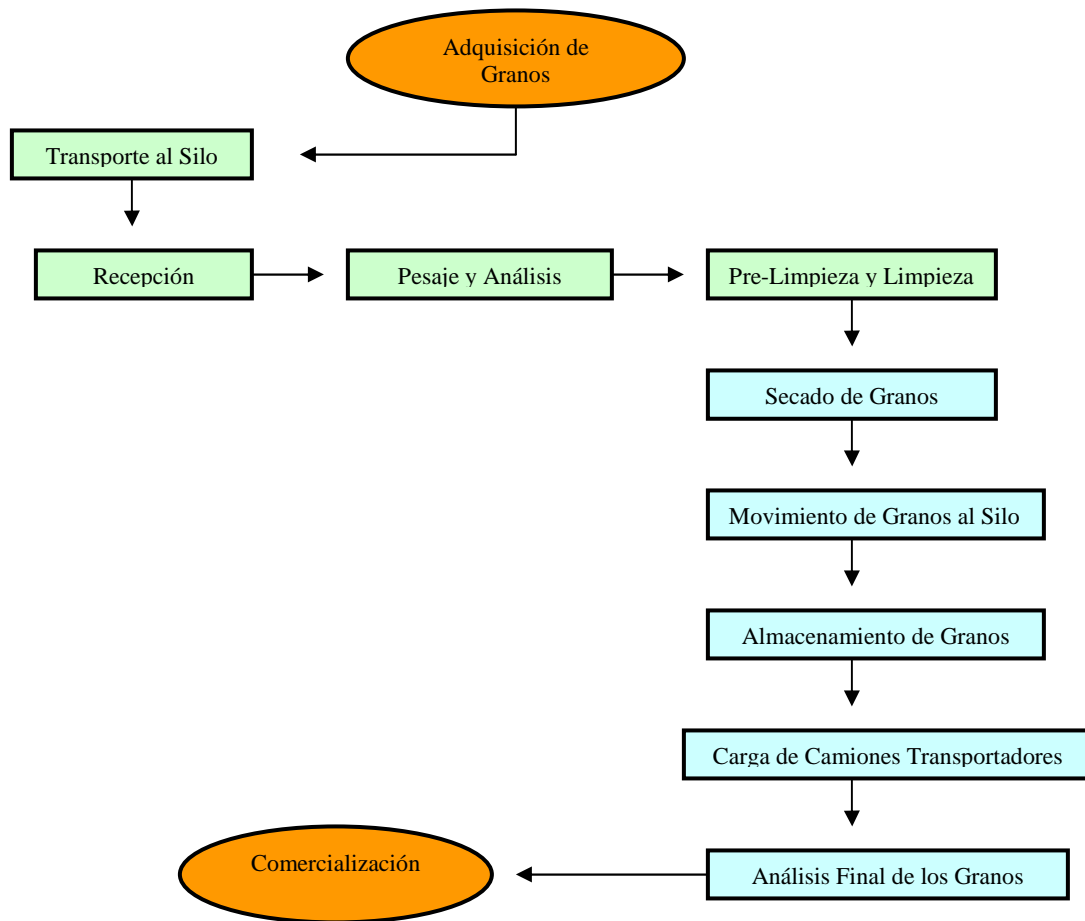 Adquisición de
Granos
Transporte al Silo
Recepción
Pesaje y Análisis
Pre-Limpieza y Limpieza
Secado de Granos
Movimiento de Granos al Silo
Almacenamiento de Granos
Carga de Camiones Transportadores
Análisis Final de los Granos
Comercialización